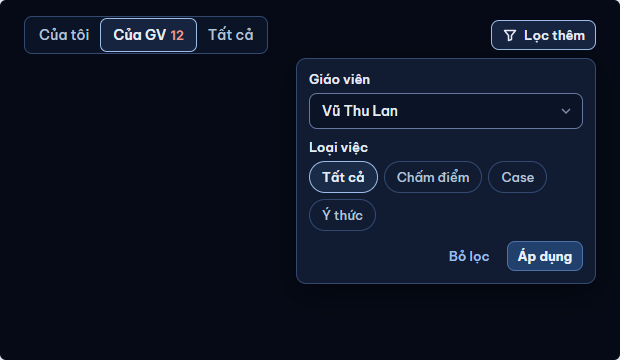 Của tôi Của GV 12 Tất cả Lọc thêm
Giáo viên
Vũ Thu Lan
Loại việc
Tất cả Chấm điểm Case
Ý thức
Bỏ lọc Áp dụng